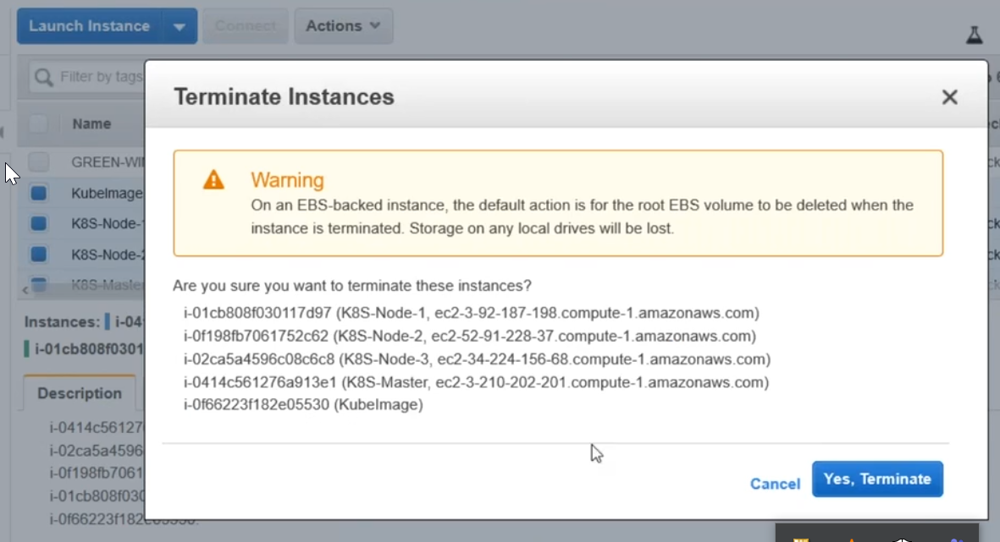 Launch Instance
Connect
Actions
Filter by tags
Terminate Instances
Name
Warning
On an EBS-backed instance, the default action is for the root EBS volume to be deleted when the
instance is terminated. Storage on any local drives will be lost.
GREEN-WI
KubeImage
K8S-Node-1
K8S-Node-2
K8S-Master
Are you sure you want to terminate these instances?
i-01cb808f030117d97 (K8S-Node-1, ec2-3-92-187-198.compute-1.amazonaws.com)
i-0f198fb7061752c62 (K8S-Node-2, ec2-52-91-228-37.compute-1.amazonaws.com)
i-02ca5a4596c08c6c8 (K8S-Node-3, ec2-34-224-156-68.compute-1.amazonaws.com)
i-0414c561276a913e1 (K8S-Master, ec2-3-210-202-201.compute-1.amazonaws.com)
i-0f66223f182e05530 (KubeImage)
Instances: i-04
i-01cb808f0301
Description
i-0414c56127
i-02ca5a4596
i-0f198fb7061
i-01cb808f030
i-0f66223f182e05530:
Cancel
Yes, Terminate